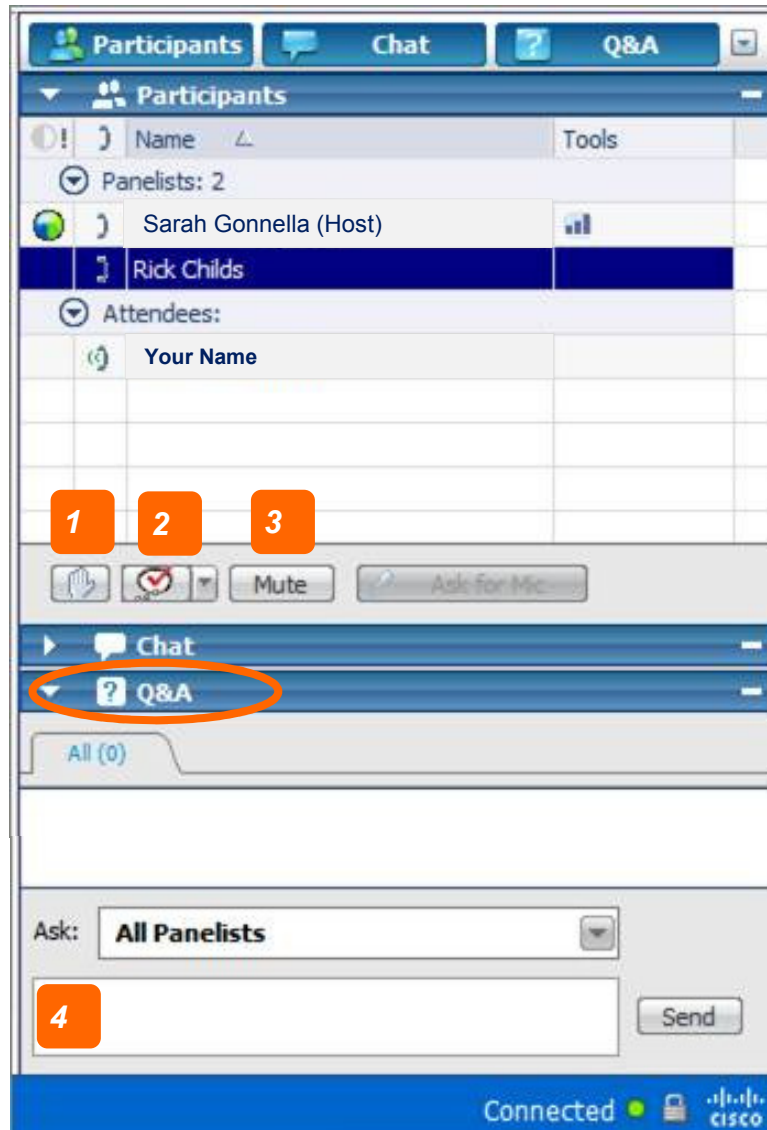 Participants Chat Q&A
Participants
Name Tools
Panelists: 2
Sarah Gonnella (Host)
Rick Childs
Attendees:
Your Name
1 2 3
Mute Ask for Mic
Chat
? Q&A
All (0)
Ask: All Panelists
4
Send
Connected
CISCO